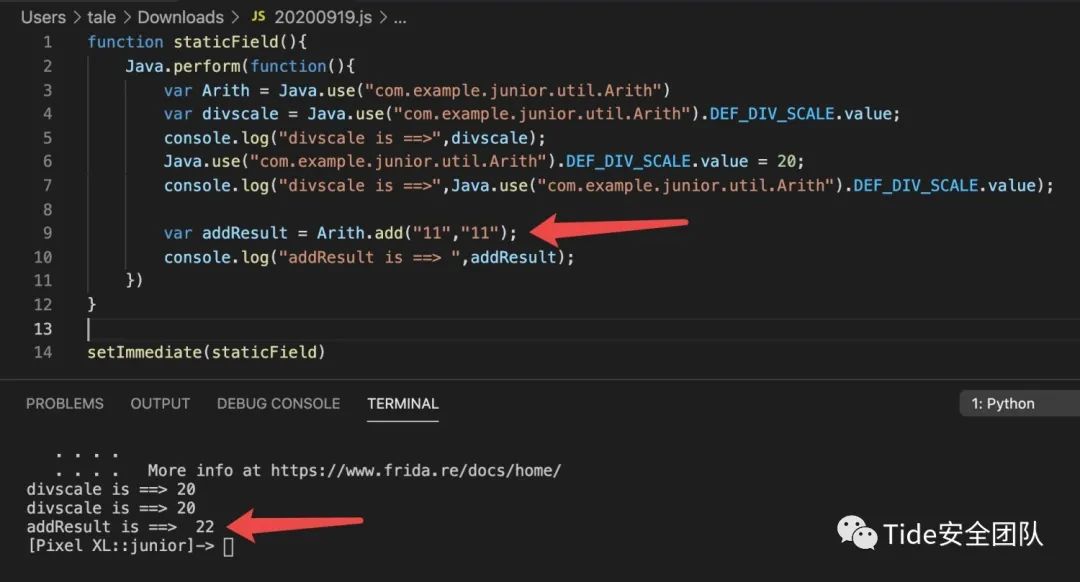 Users > tale > Downloads > JS 20200919.js > ...
1 function staticField(){
2 Java.perform(function(){
3 var Arith = Java.use("com.example.junior.util.Arith")
4 var divscale = Java.use("com.example.junior.util.Arith").DEF_DIV_SCALE.value;
5 console.log("divscale is ==>",divscale);
6 Java.use("com.example.junior.util.Arith").DEF_DIV_SCALE.value = 20;
7 console.log("divscale is ==>",Java.use("com.example.junior.util.Arith").DEF_DIV_SCALE.value);
8
9 var addResult = Arith.add("11","11");
10 console.log("addResult is ==> ",addResult);
11 })
12 }
13
14 setImmediate(staticField)
PROBLEMS OUTPUT DEBUG CONSOLE TERMINAL 1: Python
. . . .
. . . . More info at https://www.frida.re/docs/home/
divscale is ==> 20
divscale is ==> 20
addResult is ==>  22
[Pixel XL::junior]->
Tide安全团队